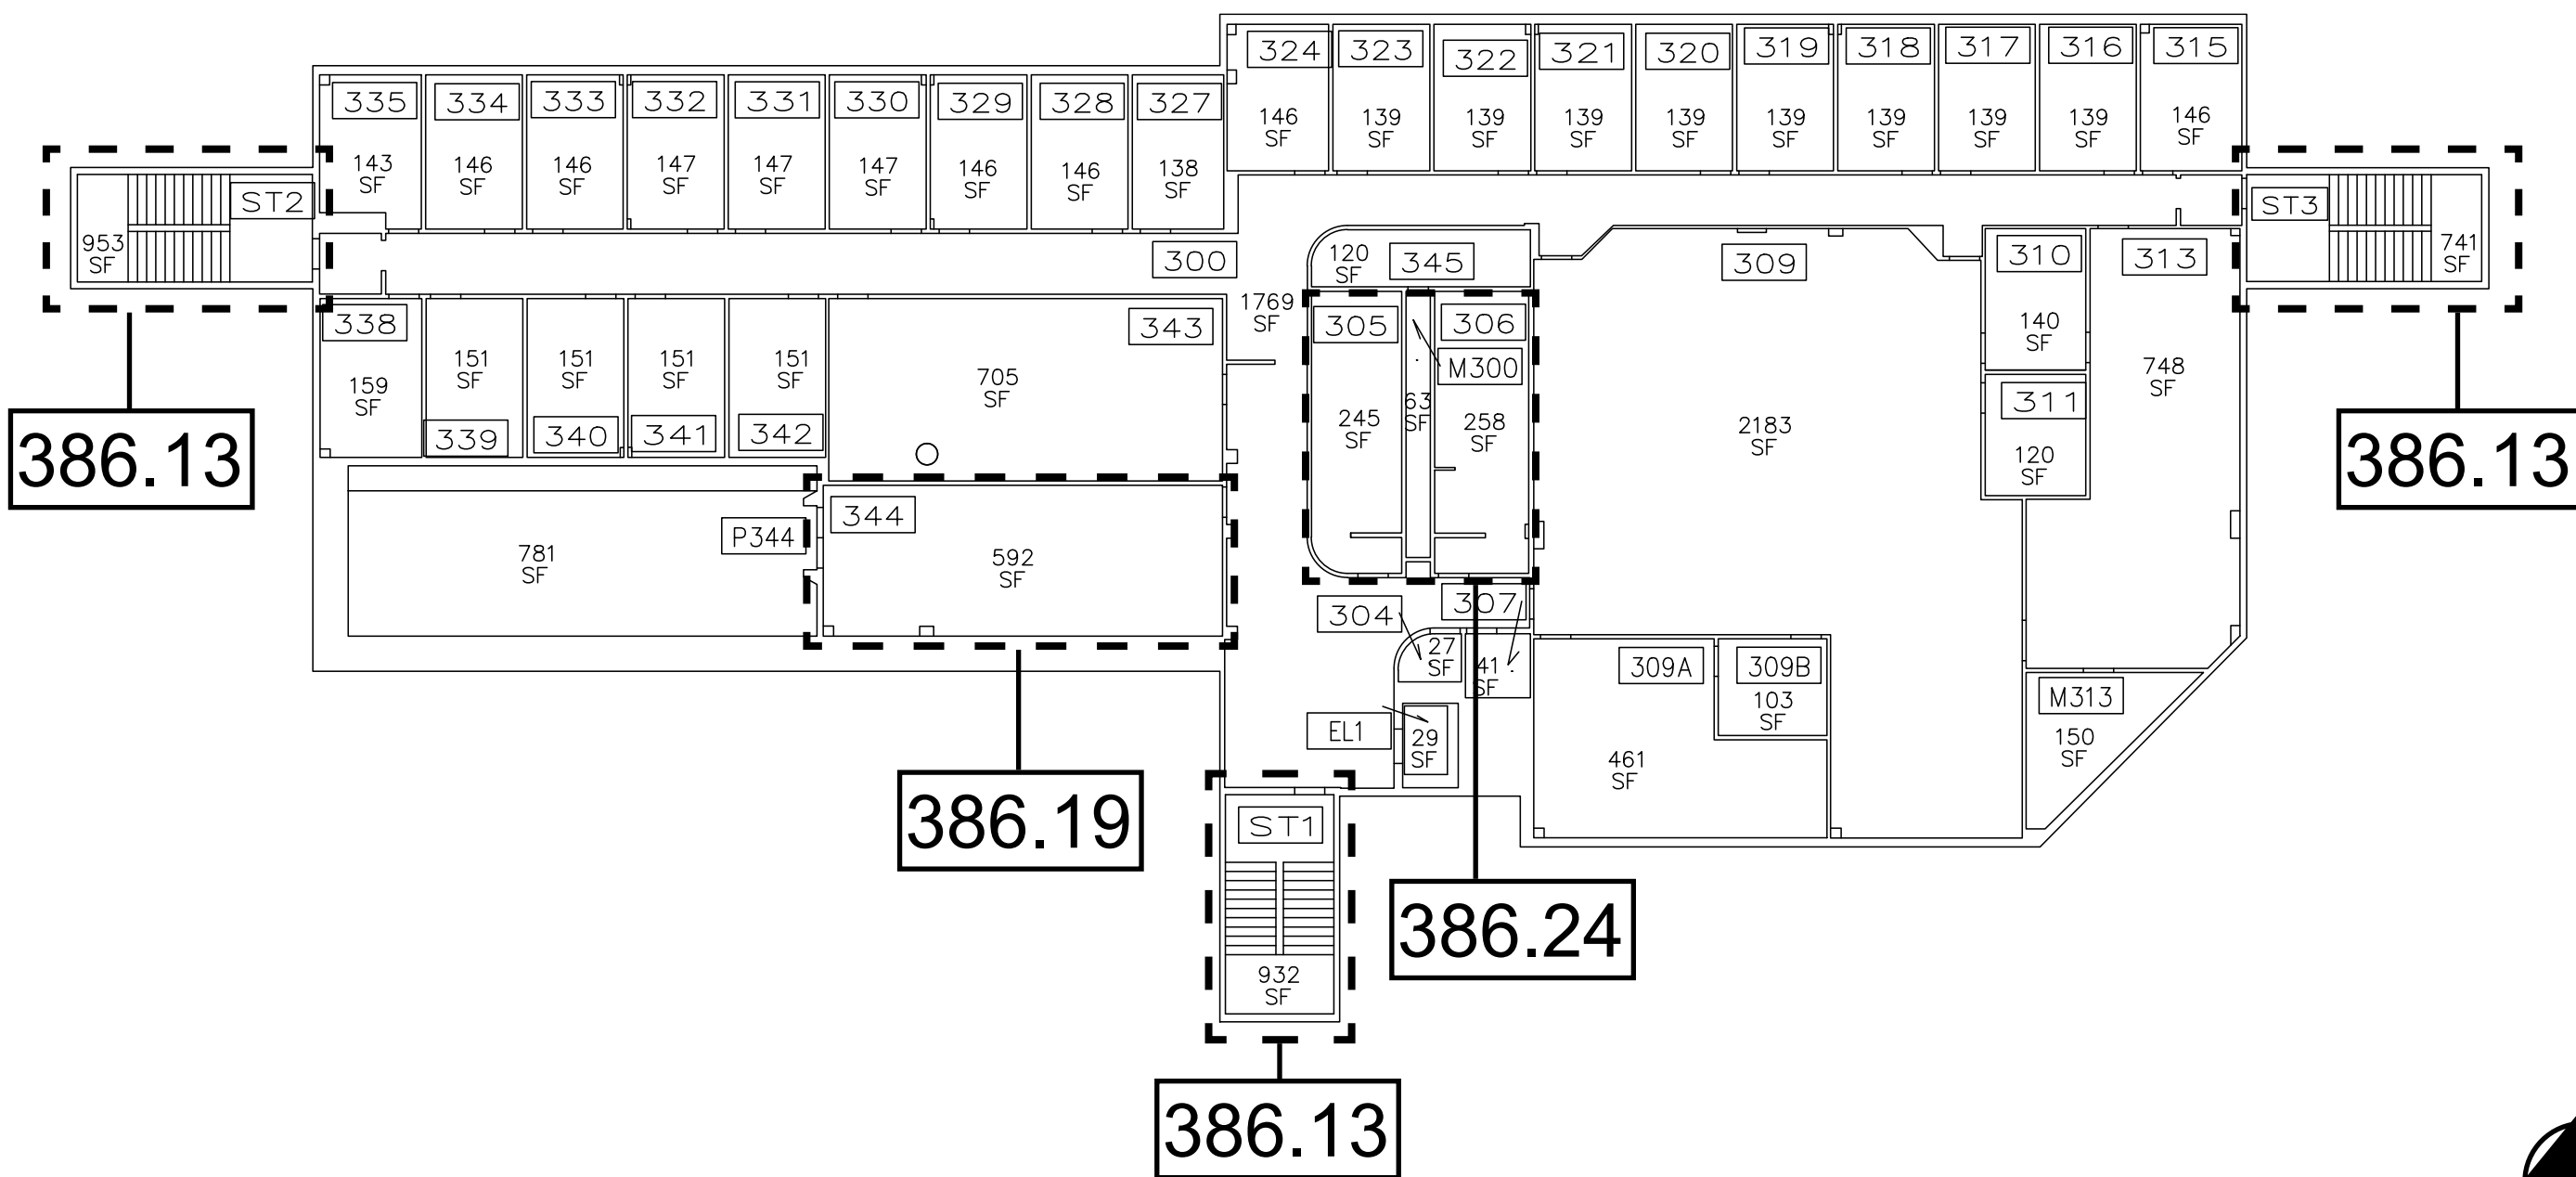 324
323
322
321
320
319
318
317
316
315
146
SF
139
SF
139
SF
139
SF
139
SF
139
SF
139
SF
139
SF
139
SF
146
SF
335
334
333
332
331
330
329
328
327
143
SF
146
SF
146
SF
147
SF
147
SF
147
SF
146
SF
146
SF
138
SF
ST2
953
SF
ST3
741
SF
300
1769
SF
120
SF
345
309
2183
SF
310
140
SF
311
120
SF
313
748
SF
338
159
SF
151
SF
339
151
SF
340
151
SF
341
151
SF
342
343
705
SF
305
245
SF
M300
63
SF
306
258
SF
386.13
386.13
344
592
SF
P344
781
SF
304
27
SF
307
41
SF
309A
461
SF
309B
103
SF
M313
150
SF
EL1
29
SF
386.19
ST1
932
SF
386.24
386.13